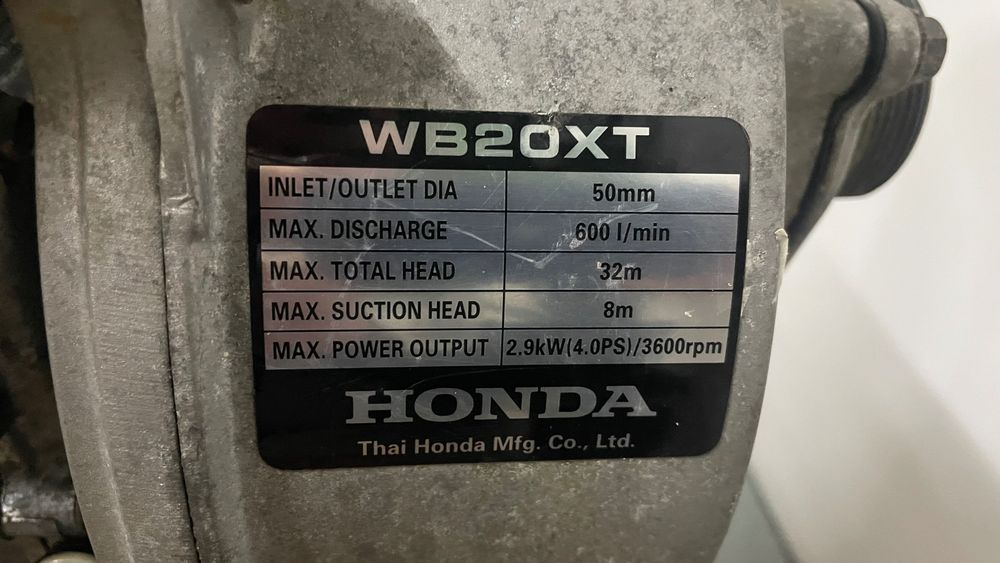 WB20XT
INLET/OUTLET DIA 50mm
MAX. DISCHARGE 600 l/min
MAX. TOTAL HEAD 32m
MAX. SUCTION HEAD 8m
MAX. POWER OUTPUT 2.9kW(4.0PS)/3600rpm
HONDA
Thai Honda Mfg. Co., Ltd.